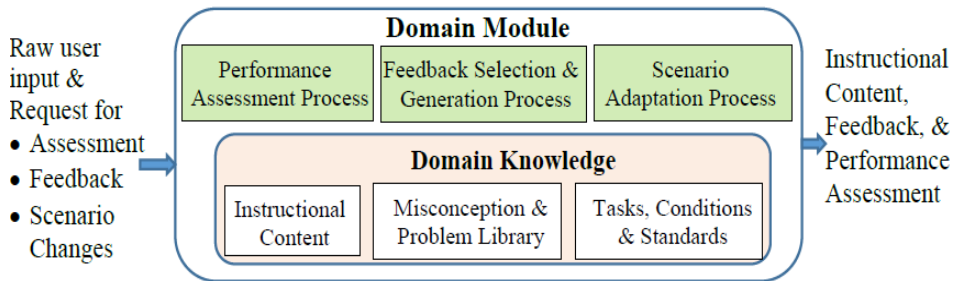 Raw user
input &
Request for
• Assessment
• Feedback
• Scenario
Changes
Domain Module
Performance
Assessment Process
Feedback Selection &
Generation Process
Scenario
Adaptation Process
Domain Knowledge
Instructional
Content
Misconception &
Problem Library
Tasks, Conditions
& Standards
Instructional
Content,
Feedback, &
Performance
Assessment